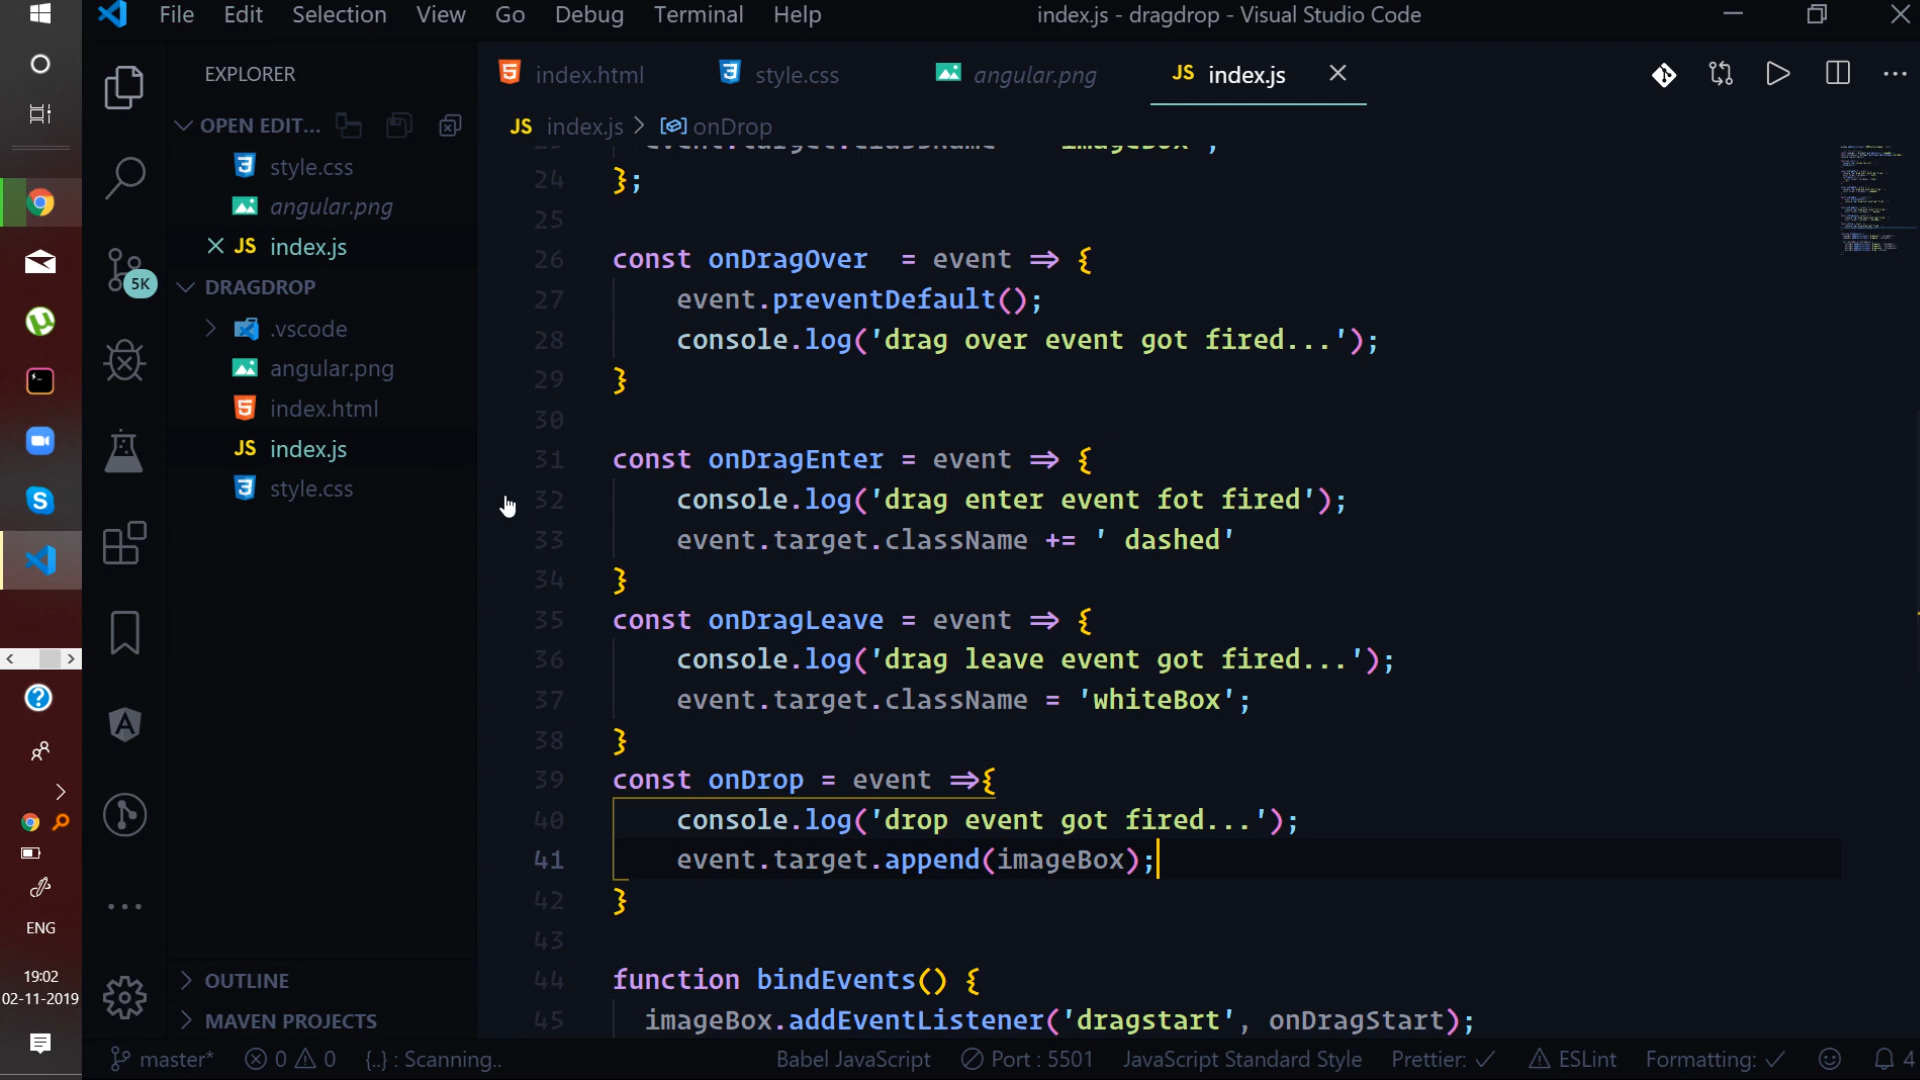 File Edit Selection View Go Debug Terminal Help index.js - dragdrop - Visual Studio Code
EXPLORER
OPEN EDIT...
style.css
angular.png
JS index.js
DRAGDROP
.vscode
angular.png
index.html
JS index.js
style.css
OUTLINE
MAVEN PROJECTS
5K
ENG
19:02
02-11-2019
index.html style.css angular.png JS index.js
JS index.js > onDrop
23 event.target.className 'imageBox';
24 };
25
26 const onDragOver  = event => {
27 event.preventDefault();
28 console.log('drag over event got fired...');
29 }
30
31 const onDragEnter = event => {
32 console.log('drag enter event fot fired');
33 event.target.className += ' dashed'
34 }
35 const onDragLeave = event => {
36 console.log('drag leave event got fired...');
37 event.target.className = 'whiteBox';
38 }
39 const onDrop = event =>{
40 console.log('drop event got fired...');
41 event.target.append(imageBox);
42 }
43
44 function bindEvents() {
45 imageBox.addEventListener('dragstart', onDragStart);
master* 0 0 {..} : Scanning.. Babel JavaScript Port : 5501 JavaScript Standard Style Prettier: ✓ ESLint Formatting: ✓ 4